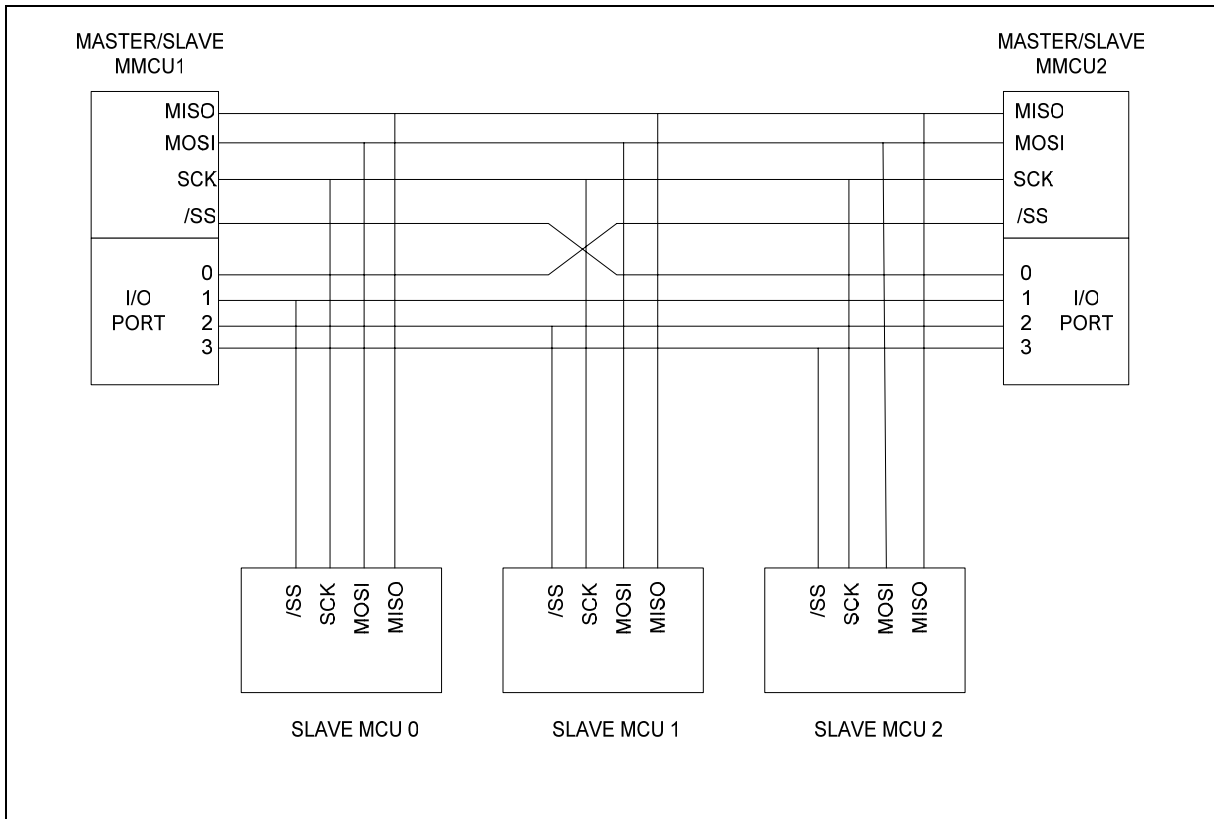 MASTER/SLAVE
MMCU1
MISO
MOSI
SCK
/SS
0
1
2
3
I/O
PORT
MASTER/SLAVE
MMCU2
MISO
MOSI
SCK
/SS
0
1
2
3
I/O
PORT
/SS
SCK
MOSI
MISO
SLAVE MCU 0
/SS
SCK
MOSI
MISO
SLAVE MCU 1
/SS
SCK
MOSI
MISO
SLAVE MCU 2